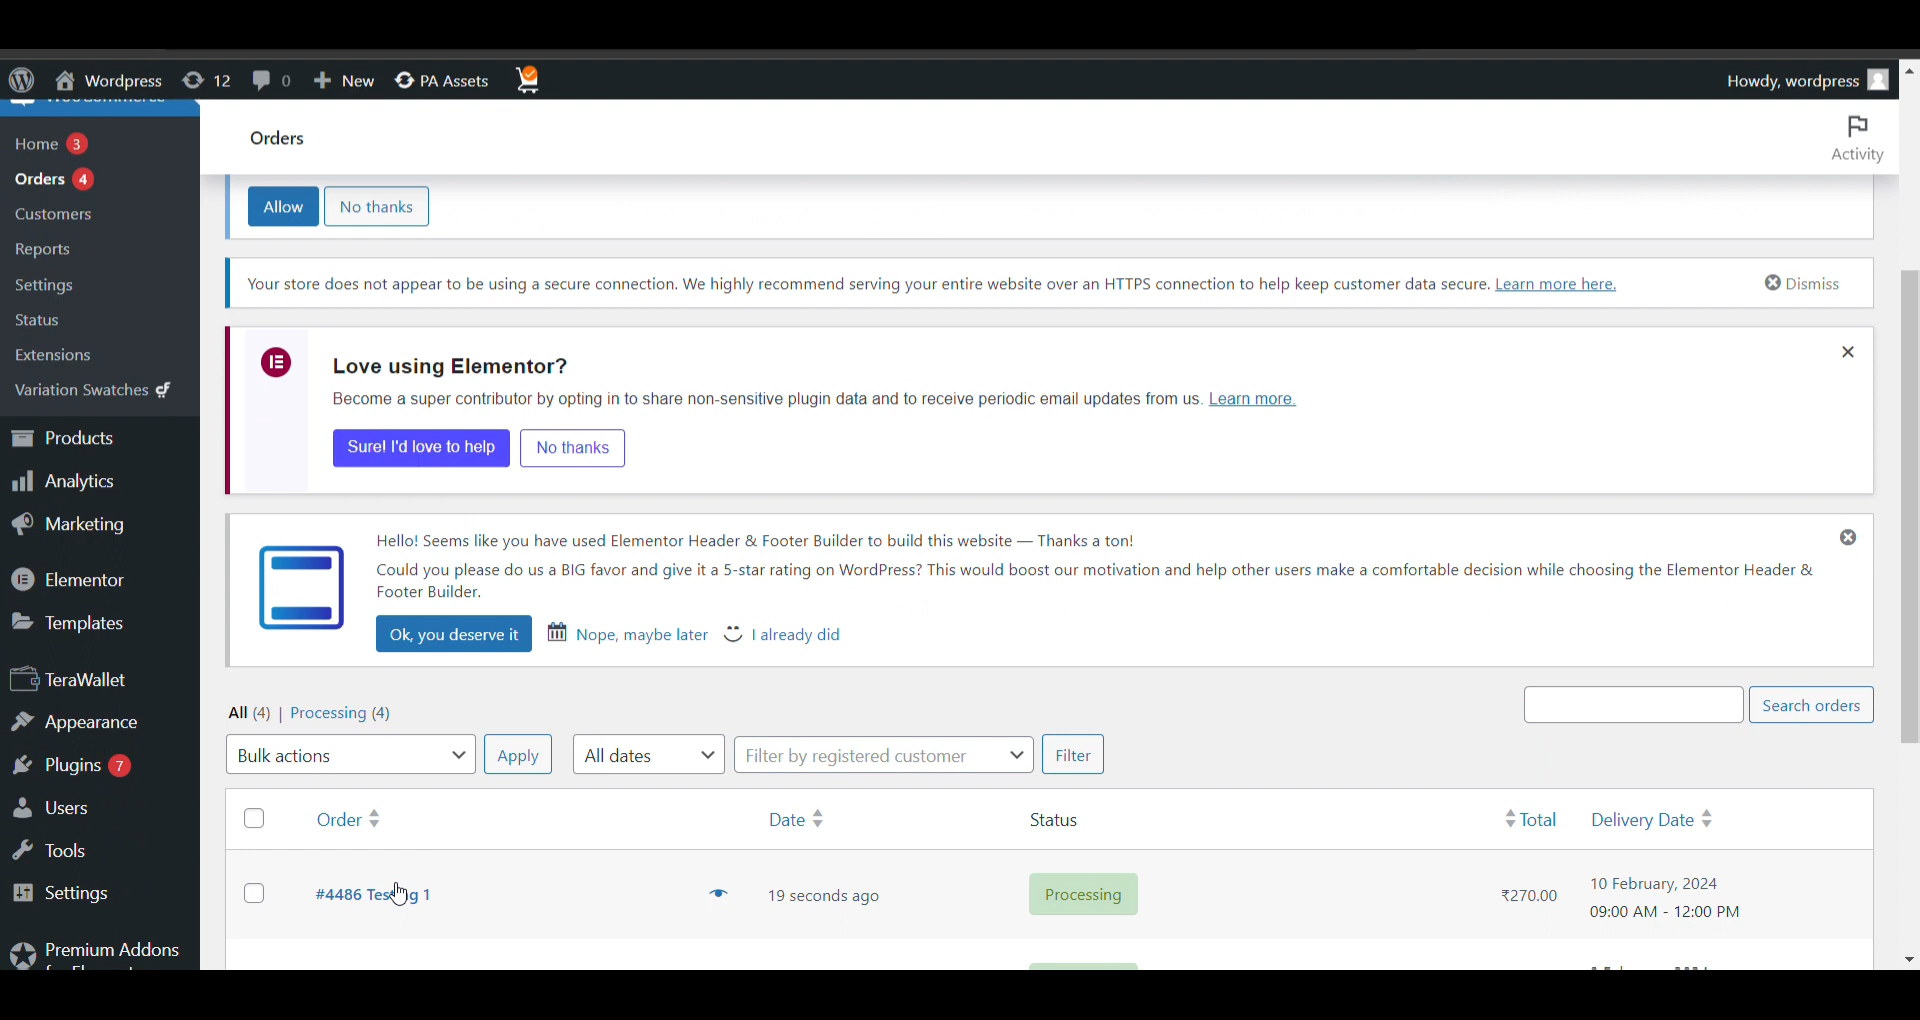 Wordpress 12 0 New PA Assets Howdy, wordpress
Home 3
Orders 4
Customers
Reports
Settings
Status
Extensions
Variation Swatches
Products
Analytics
Marketing
Elementor
Templates
TeraWallet
Appearance
Plugins 7
Users
Tools
Settings
Premium Addons
Orders
Activity
Allow No thanks
Your store does not appear to be using a secure connection. We highly recommend serving your entire website over an HTTPS connection to help keep customer data secure. Learn more here. Dismiss
Love using Elementor?
Become a super contributor by opting in to share non-sensitive plugin data and to receive periodic email updates from us. Learn more.
Sure! I'd love to help No thanks
Hello! Seems like you have used Elementor Header & Footer Builder to build this website — Thanks a ton!
Could you please do us a BIG favor and give it a 5-star rating on WordPress? This would boost our motivation and help other users make a comfortable decision while choosing the Elementor Header &
Footer Builder.
Ok, you deserve it Nope, maybe later I already did
All (4) | Processing (4) Search orders
Bulk actions Apply All dates Filter by registered customer Filter
Order Date Status Total Delivery Date
#4486 Testing 1 19 seconds ago Processing ₹270.00 10 February, 2024
09:00 AM - 12:00 PM